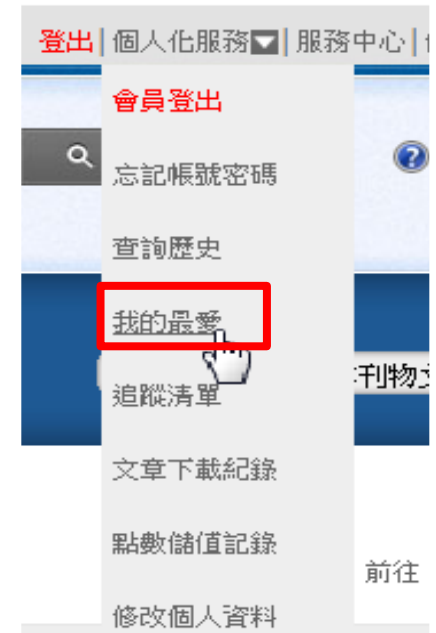 登出 | 個人化服務 | 服務中心 |
會員登出
忘記帳號密碼
查詢歷史
我的最愛
刊物
追蹤清單
文章下載紀錄
點數儲值記錄
前往
修改個人資料